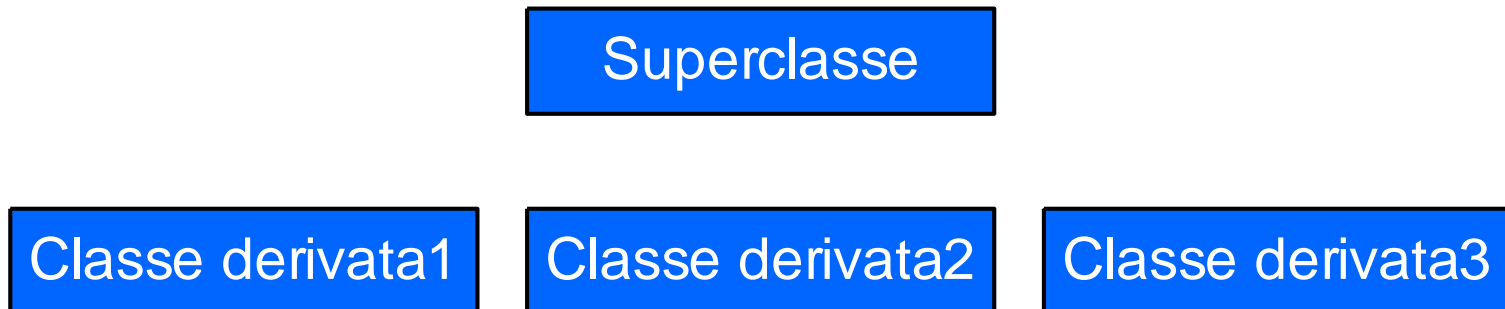 Superclasse
Classe derivata1
Classe derivata2
Classe derivata3